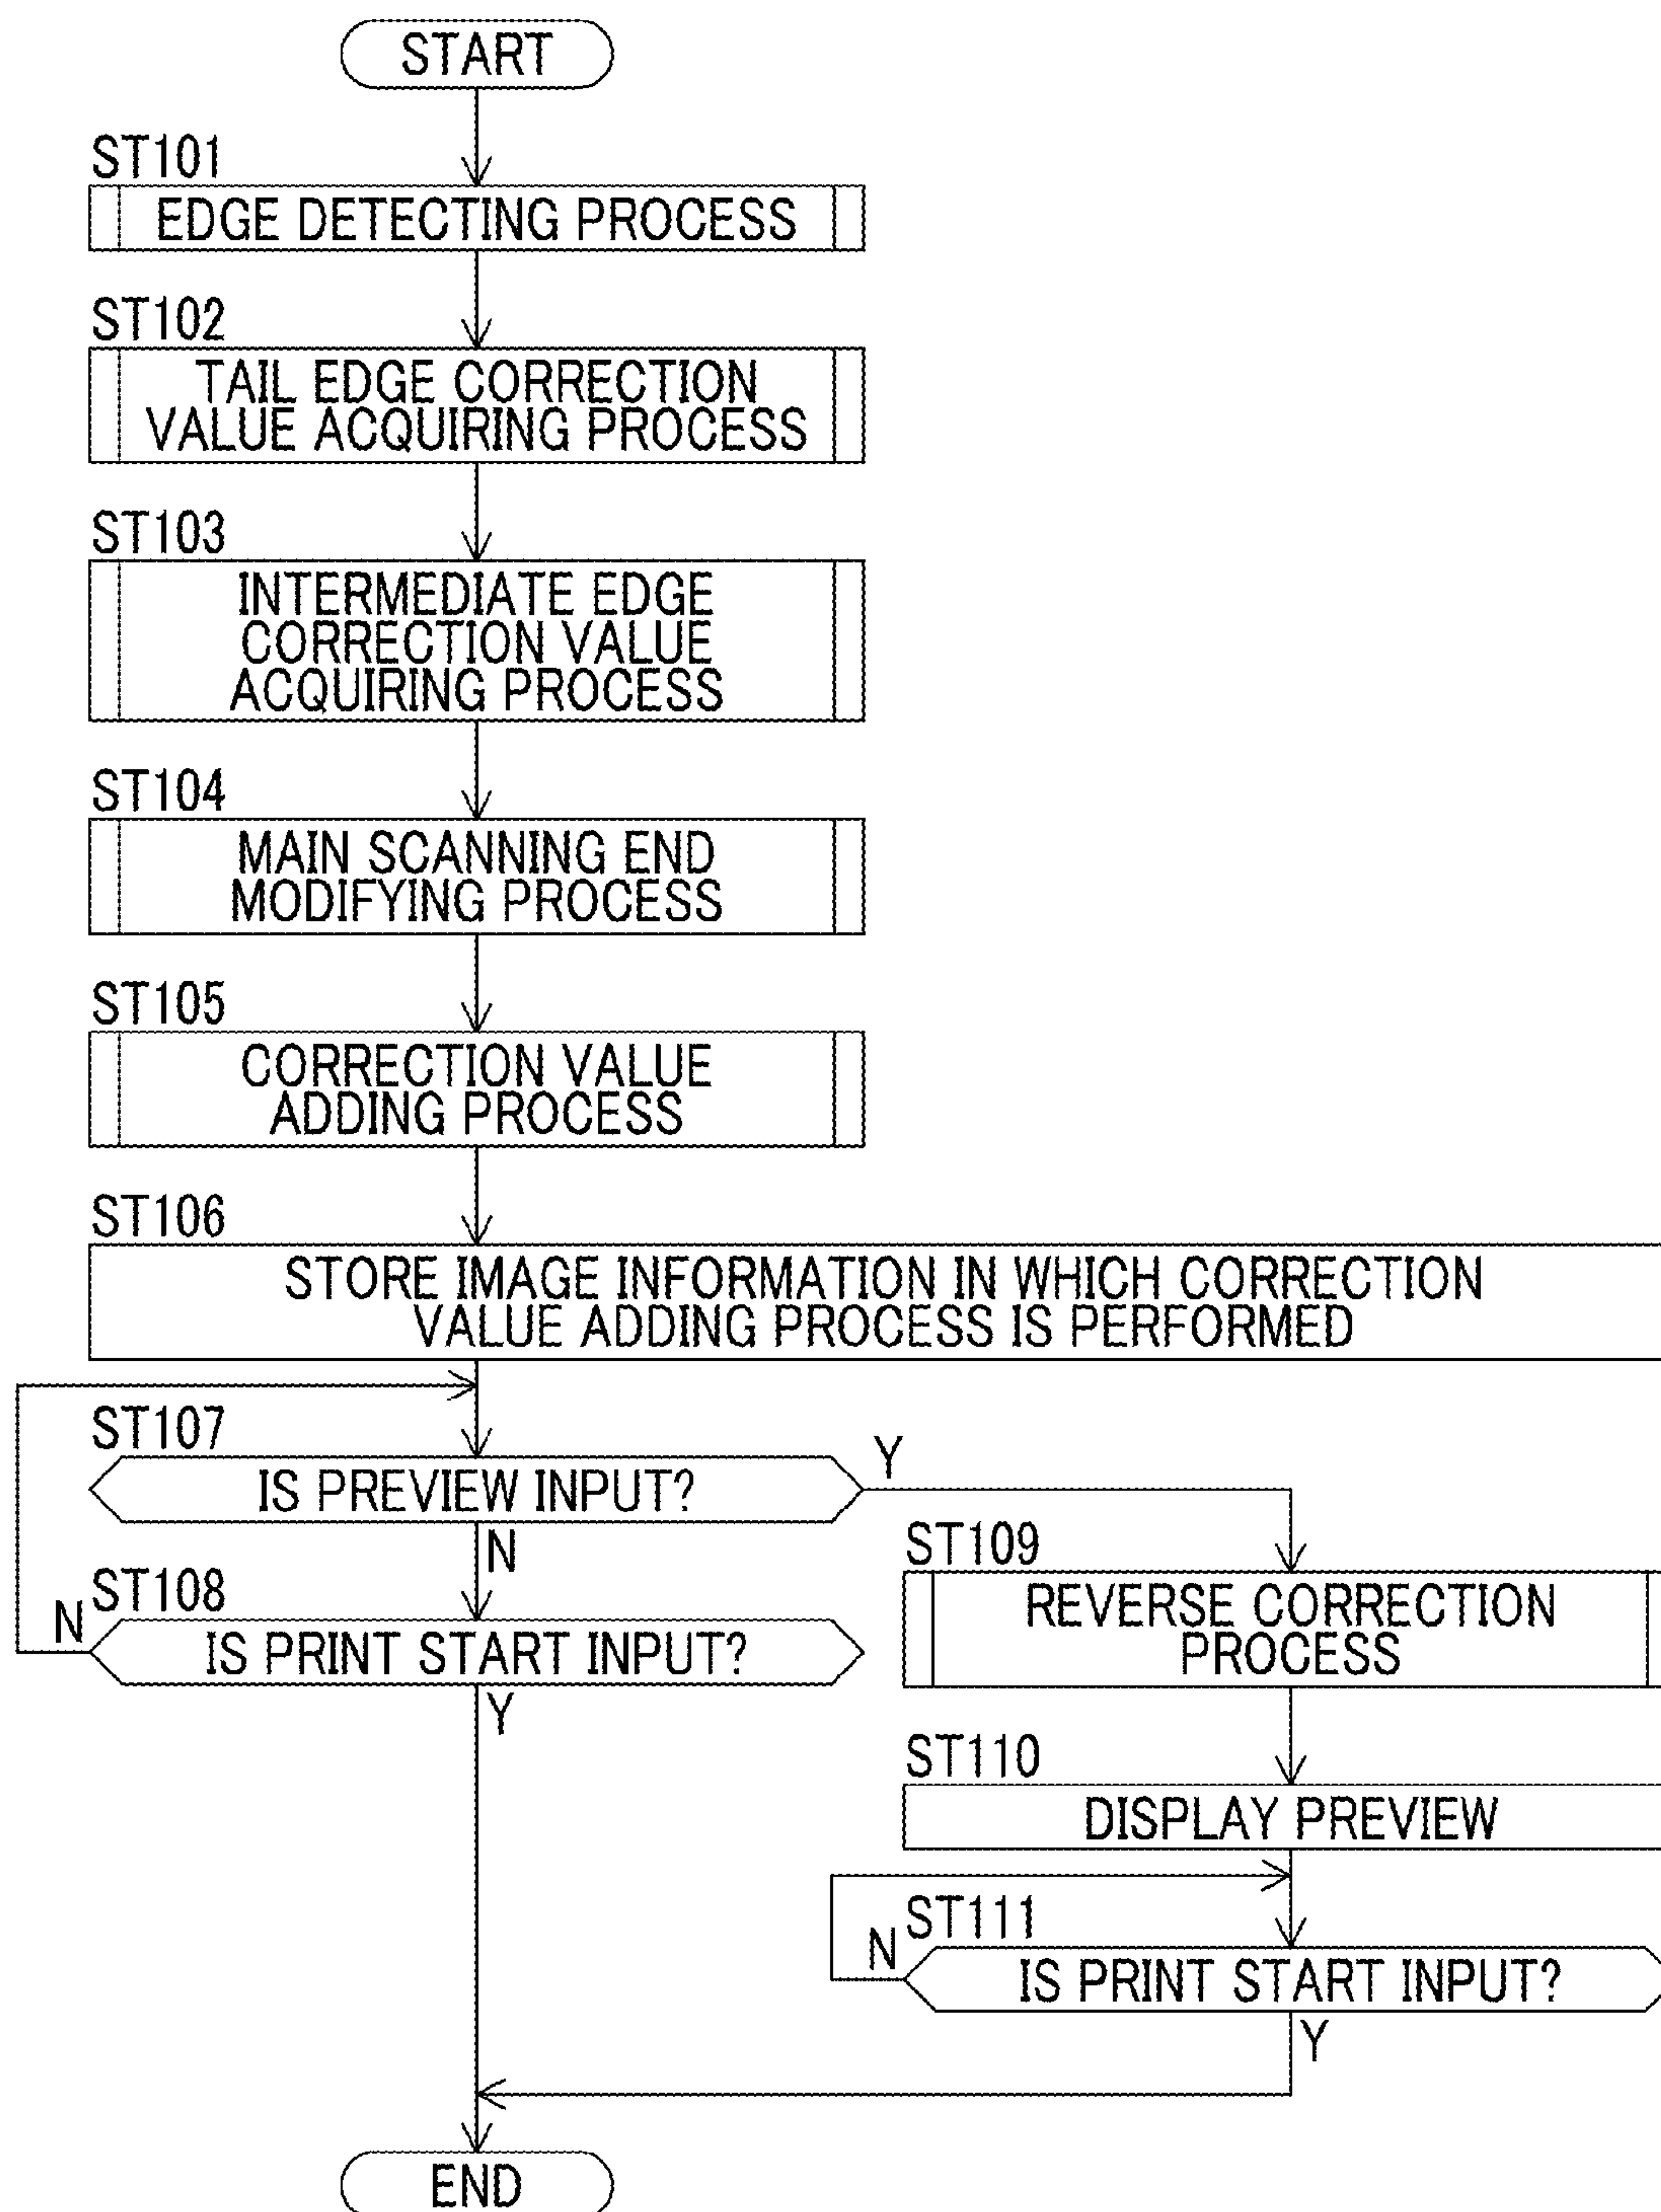 START
ST101
EDGE DETECTING PROCESS
ST102
TAIL EDGE CORRECTION
VALUE ACQUIRING PROCESS
ST103
INTERMEDIATE EDGE
CORRECTION VALUE
ACQUIRING PROCESS
ST104
MAIN SCANNING END
MODIFYING PROCESS
ST105
CORRECTION VALUE
ADDING PROCESS
ST106
STORE IMAGE INFORMATION IN WHICH CORRECTION
VALUE ADDING PROCESS IS PERFORMED
ST107
IS PREVIEW INPUT?
Y
N
ST108
IS PRINT START INPUT?
N
Y
ST109
REVERSE CORRECTION
PROCESS
ST110
DISPLAY PREVIEW
ST111
IS PRINT START INPUT?
N
Y
END